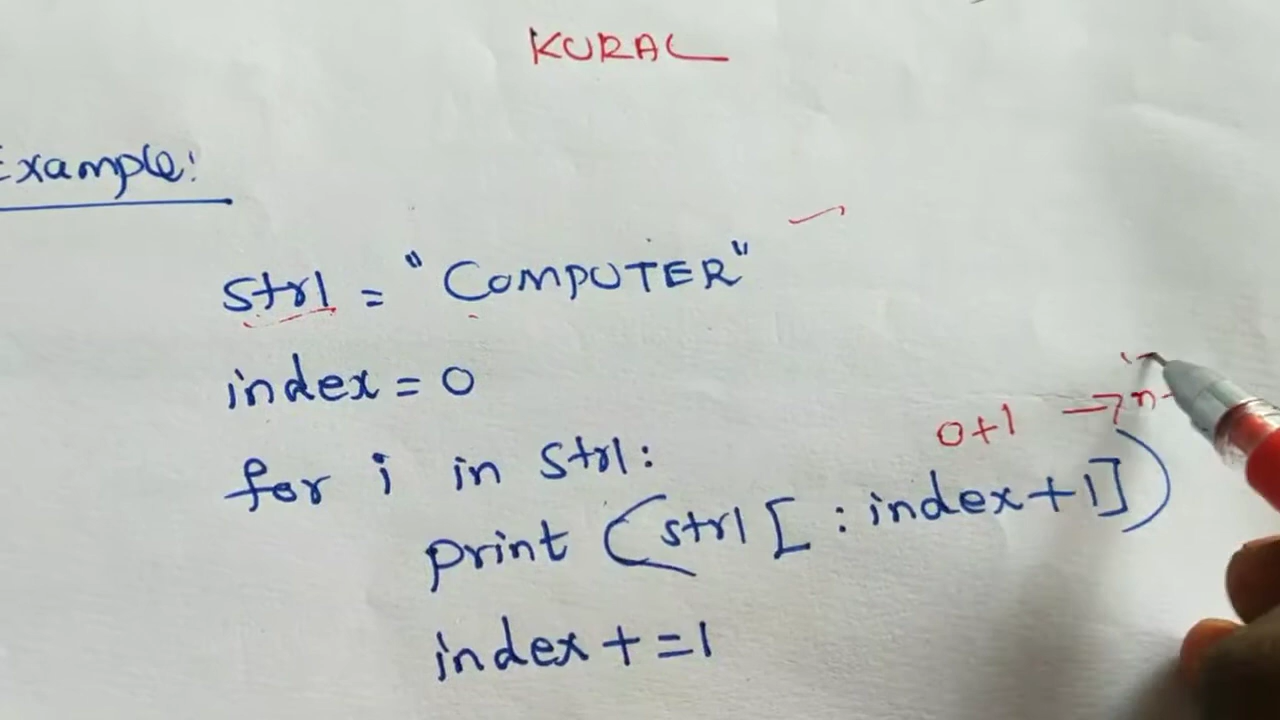 KURAL
Example:
str1 = "COMPUTER"
index = 0
0+1 → n-
for i in str1:
print (str1 [ : index+1])
index + =1